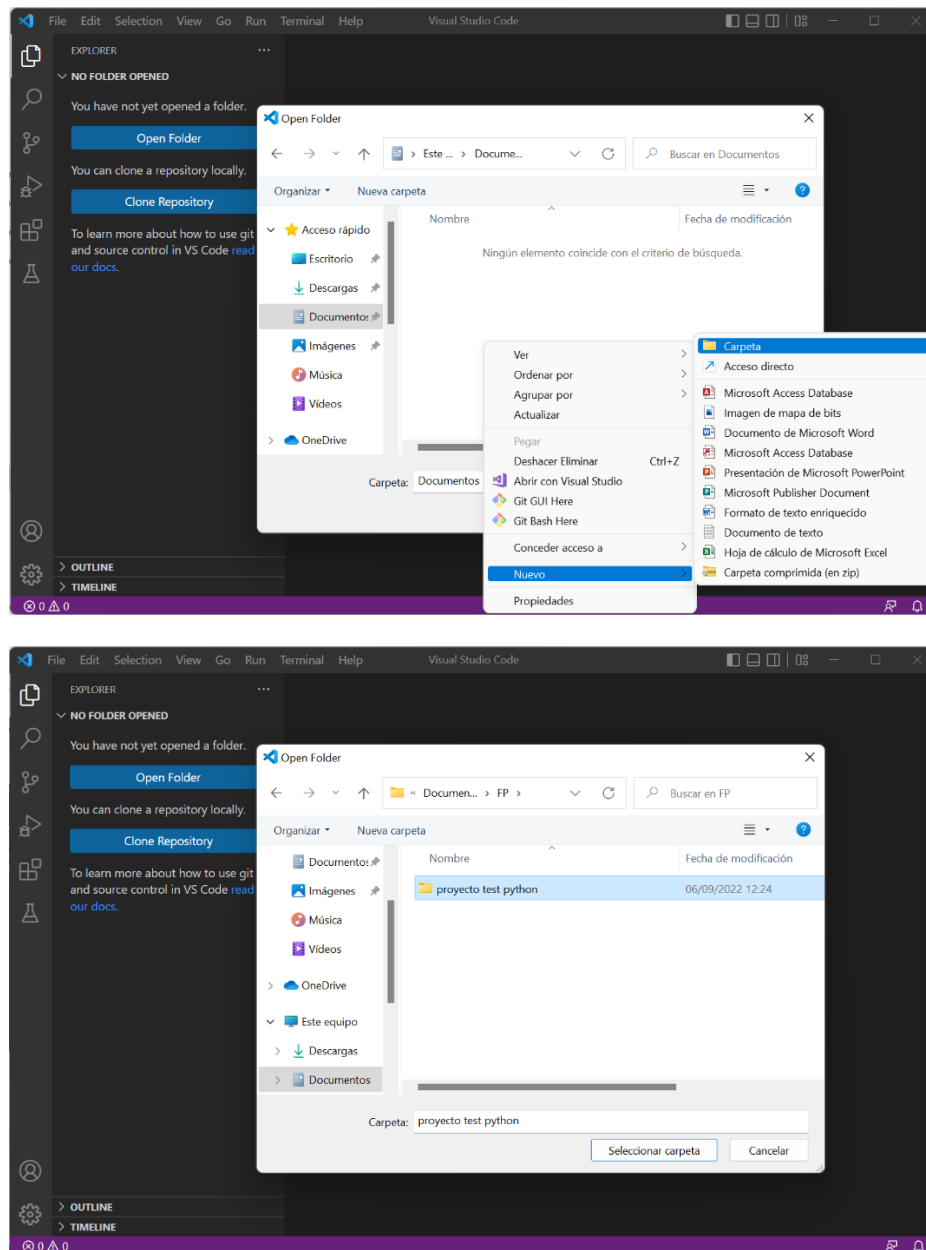 File Edit Selection View Go Run Terminal Help Visual Studio Code
EXPLORER ...
NO FOLDER OPENED
You have not yet opened a folder.
Open Folder
You can clone a repository locally.
Clone Repository
To learn more about how to use git
and source control in VS Code read
our docs.
OUTLINE
TIMELINE
0 0
Open Folder
Este ... > Docume...
Buscar en Documentos
Organizar Nueva carpeta
Nombre Fecha de modificación
Acceso rápido
Escritorio
Descargas
Documentos
Imágenes
Música
Vídeos
OneDrive
Ningún elemento coincide con el criterio de búsqueda.
Carpeta: Documentos
Ver
Ordenar por
Agrupar por
Actualizar
Pegar
Deshacer Eliminar Ctrl+Z
Abrir con Visual Studio
Git GUI Here
Git Bash Here
Conceder acceso a
Nuevo
Propiedades
Carpeta
Acceso directo
Microsoft Access Database
Imagen de mapa de bits
Documento de Microsoft Word
Microsoft Access Database
Presentación de Microsoft PowerPoint
Microsoft Publisher Document
Formato de texto enriquecido
Documento de texto
Hoja de cálculo de Microsoft Excel
Carpeta comprimida (en zip)
File Edit Selection View Go Run Terminal Help Visual Studio Code
EXPLORER ...
NO FOLDER OPENED
You have not yet opened a folder.
Open Folder
You can clone a repository locally.
Clone Repository
To learn more about how to use git
and source control in VS Code read
our docs.
OUTLINE
TIMELINE
0 0
Open Folder
« Documen... > FP >
Buscar en FP
Organizar Nueva carpeta
Nombre Fecha de modificación
Documentos
Imágenes
Música
Vídeos
OneDrive
Este equipo
Descargas
Documentos
proyecto test python 06/09/2022 12:24
Carpeta: proyecto test python
Seleccionar carpeta Cancelar